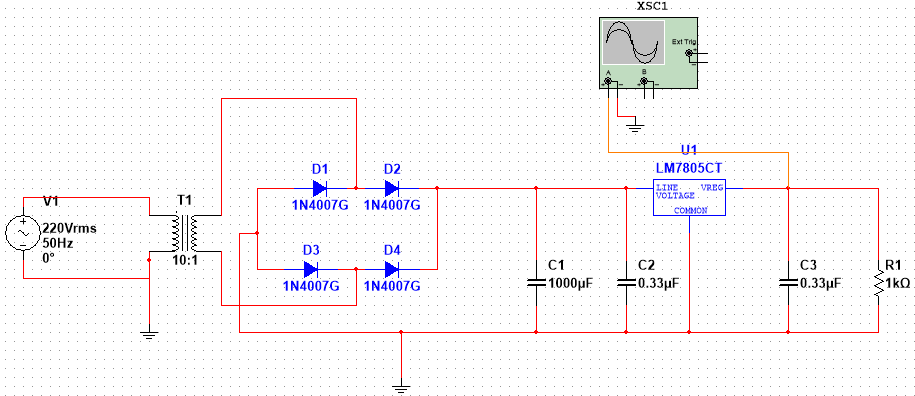 XSC1
Ext Trig
+
−
A
B
+ −
+ −
V1
+
−
220Vrms
50Hz
0°
T1
10:1
D1
1N4007G
D2
1N4007G
D3
1N4007G
D4
1N4007G
U1
LM7805CT
LINE VREG
VOLTAGE
COMMON
C1
1000µF
C2
0.33µF
C3
0.33µF
R1
1kΩ